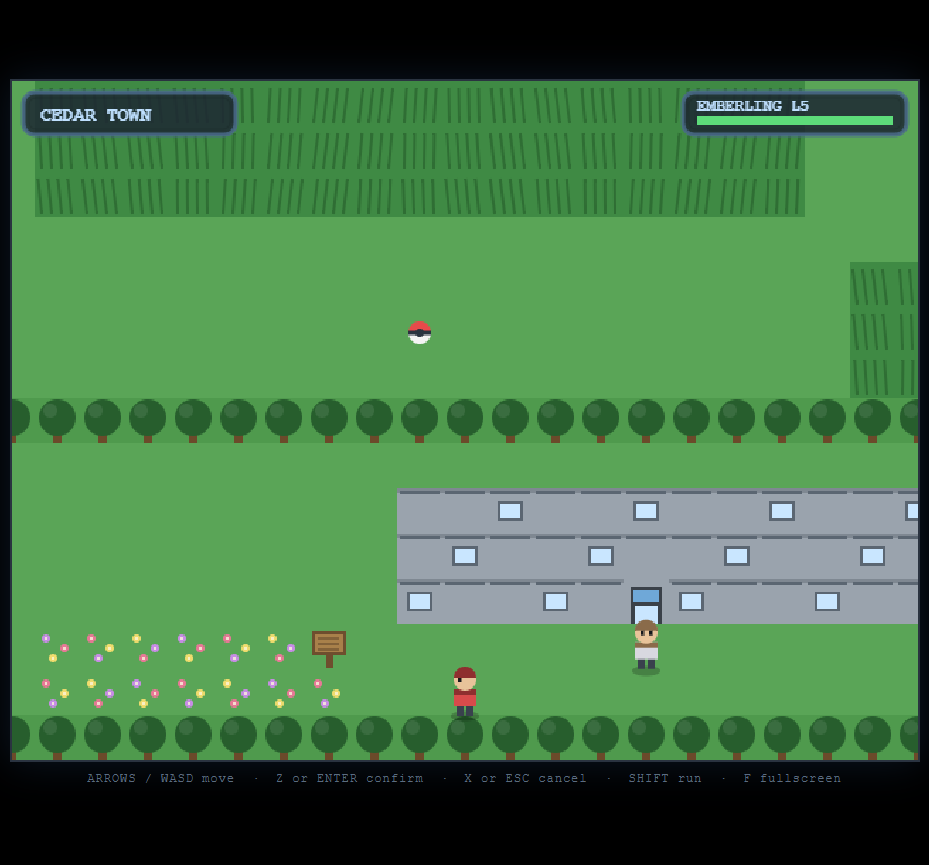 CEDAR TOWN
EMBERLING L5
ARROWS / WASD move · Z or ENTER confirm · X or ESC cancel · SHIFT run · F fullscreen